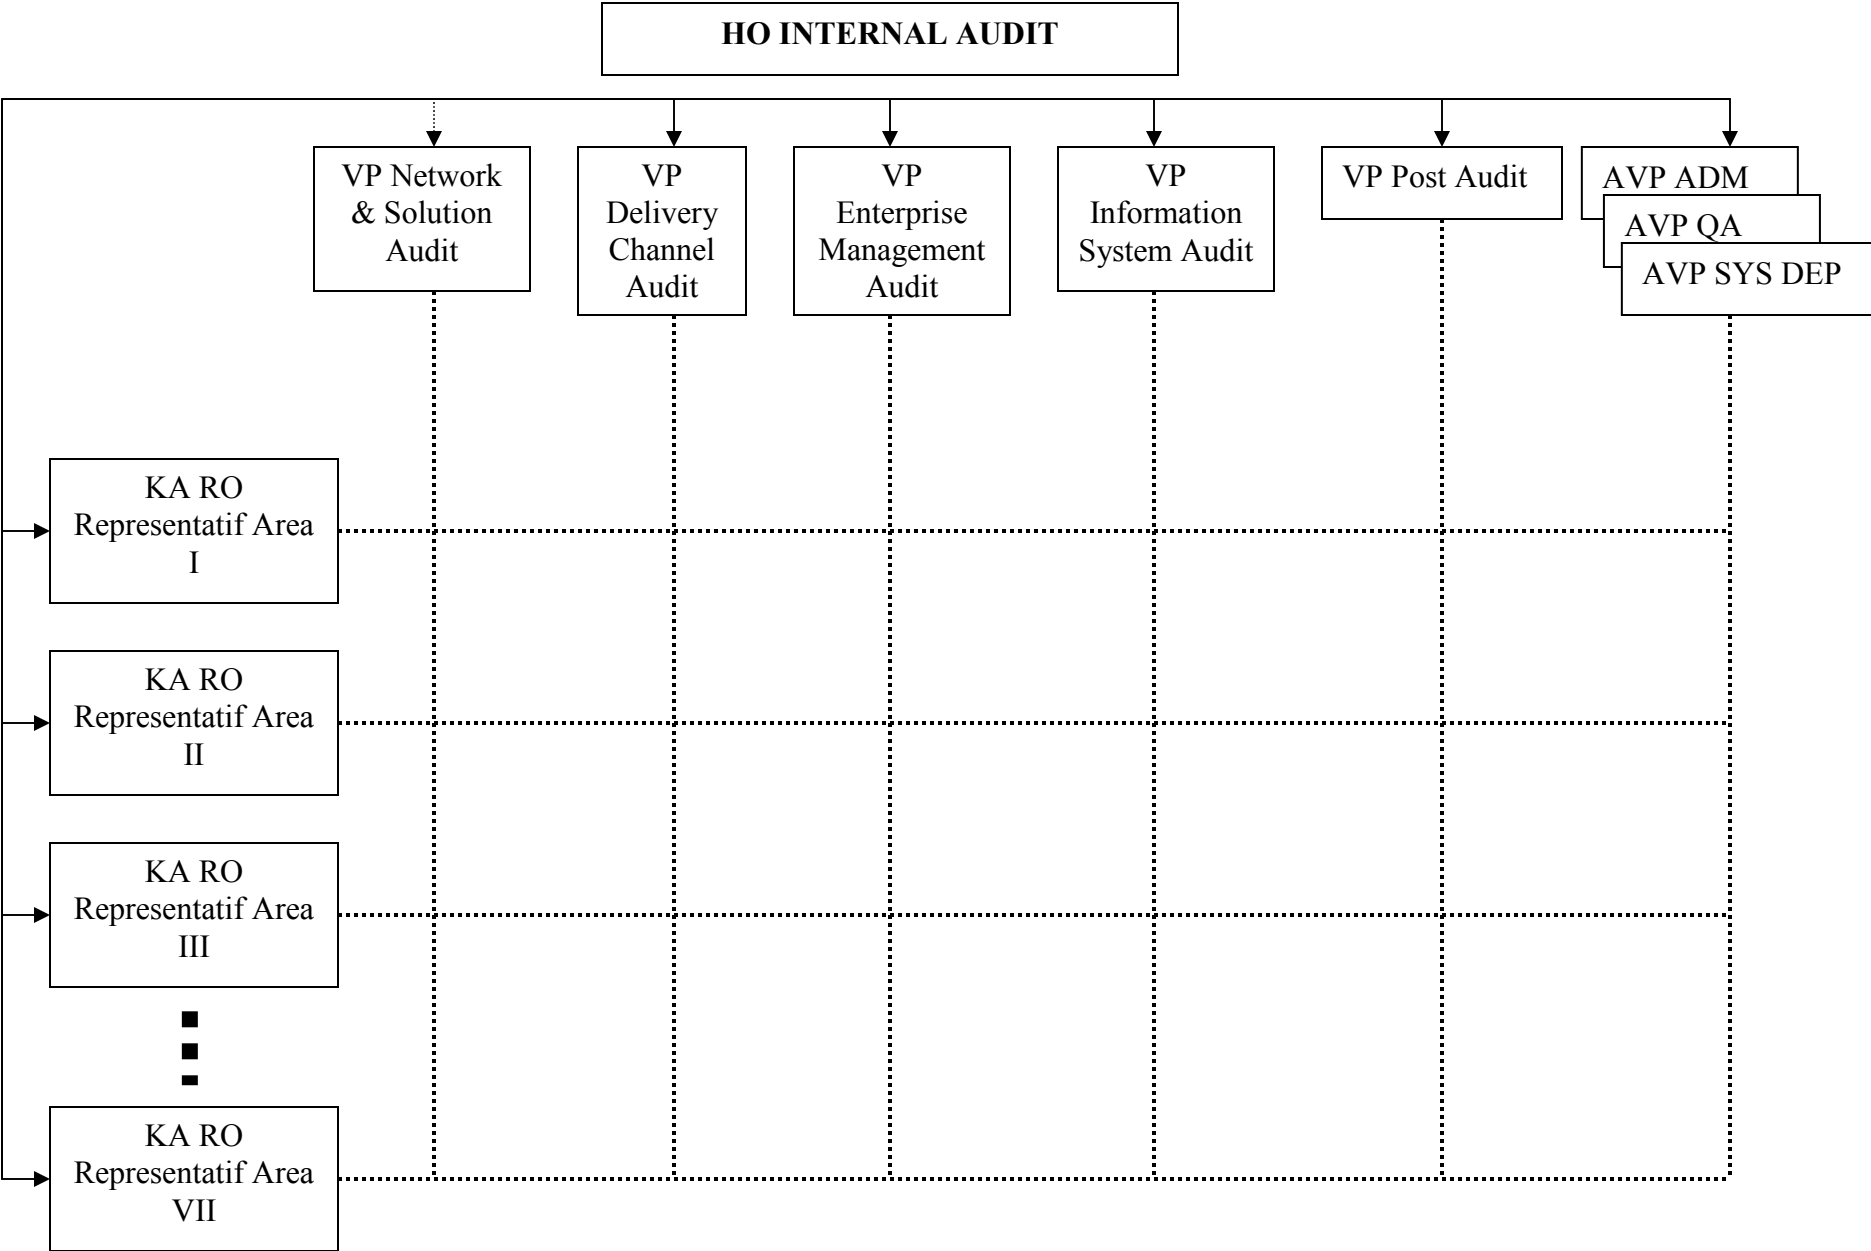 HO INTERNAL AUDIT
VP Network
& Solution
Audit
VP
Delivery
Channel
Audit
VP
Enterprise
Management
Audit
VP
Information
System Audit
VP Post Audit
AVP ADM
AVP QA
AVP SYS DEP
KA RO
Representatif Area
I
KA RO
Representatif Area
II
KA RO
Representatif Area
III
KA RO
Representatif Area
VII